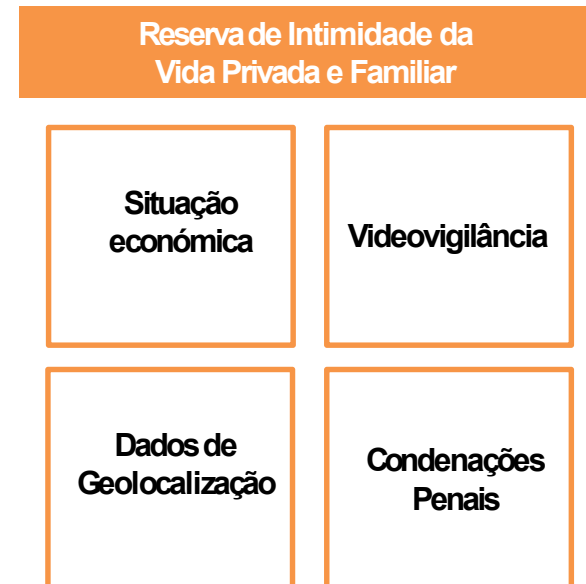 Reserva de Intimidade da
Vida Privada e Familiar
Situação
económica
Videovigilância
Dados de
Geolocalização
Condenações
Penais